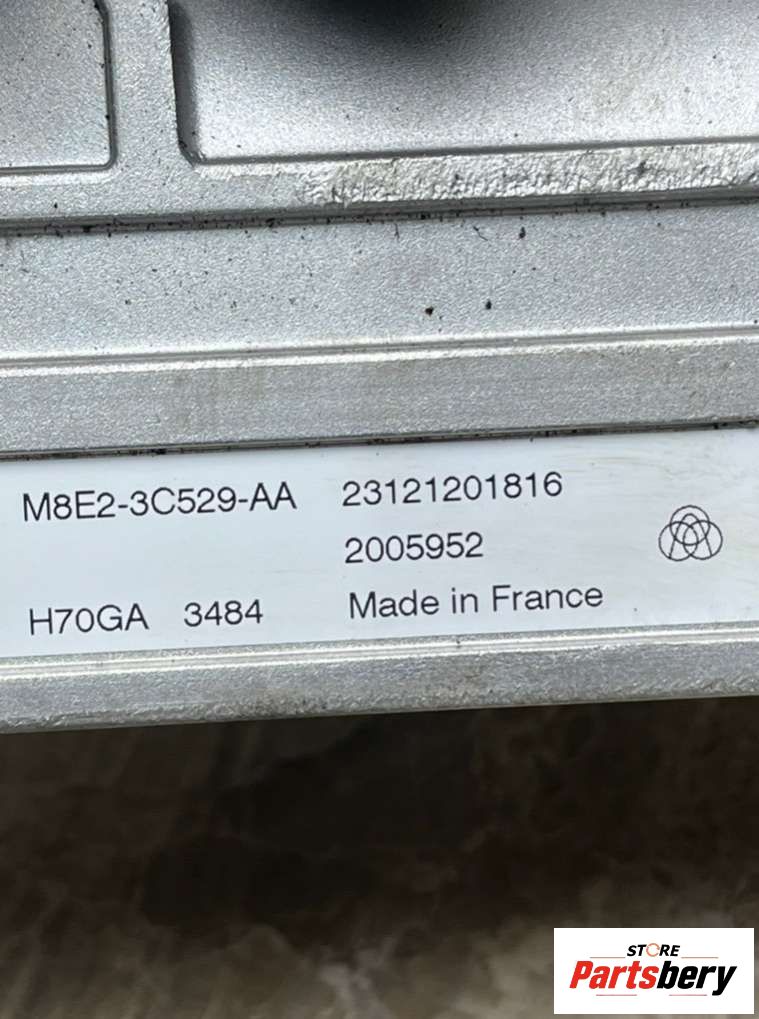 M8E2-3C529-AA 23121201816
2005952
H70GA 3484 Made in France
STORE
Partsbery